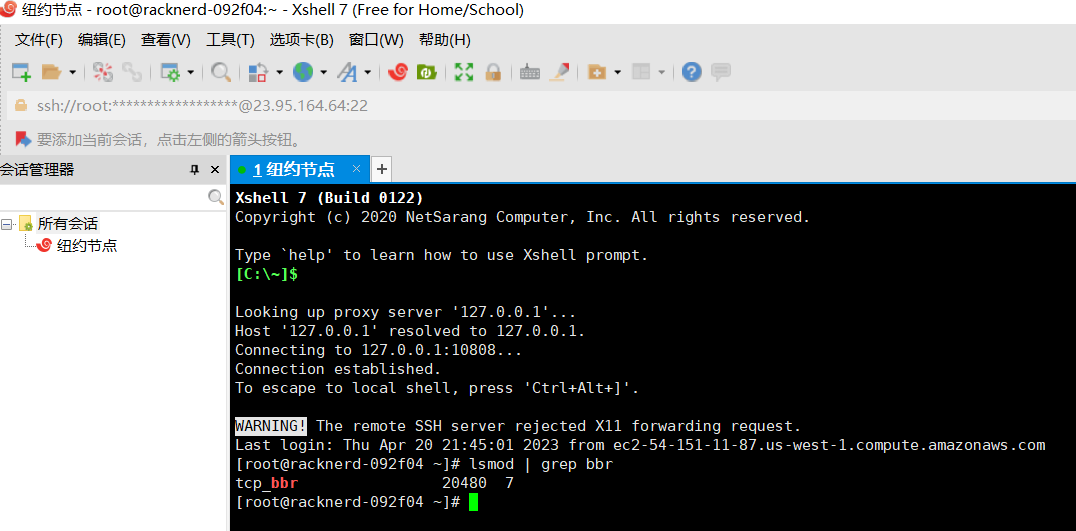 纽约节点 - root@racknerd-092f04:~ - Xshell 7 (Free for Home/School)
文件(F) 编辑(E) 查看(V) 工具(T) 选项卡(B) 窗口(W) 帮助(H)
ssh://root:******************@23.95.164.64:22
要添加当前会话，点击左侧的箭头按钮。
会话管理器
1 纽约节点
所有会话
纽约节点
Xshell 7 (Build 0122)
Copyright (c) 2020 NetSarang Computer, Inc. All rights reserved.
Type `help' to learn how to use Xshell prompt.
[C:\~]$
Looking up proxy server '127.0.0.1'...
Host '127.0.0.1' resolved to 127.0.0.1.
Connecting to 127.0.0.1:10808...
Connection established.
To escape to local shell, press 'Ctrl+Alt+]'.
WARNING! The remote SSH server rejected X11 forwarding request.
Last login: Thu Apr 20 21:45:01 2023 from ec2-54-151-11-87.us-west-1.compute.amazonaws.com
[root@racknerd-092f04 ~]# lsmod | grep bbr
tcp_bbr                20480  7
[root@racknerd-092f04 ~]#